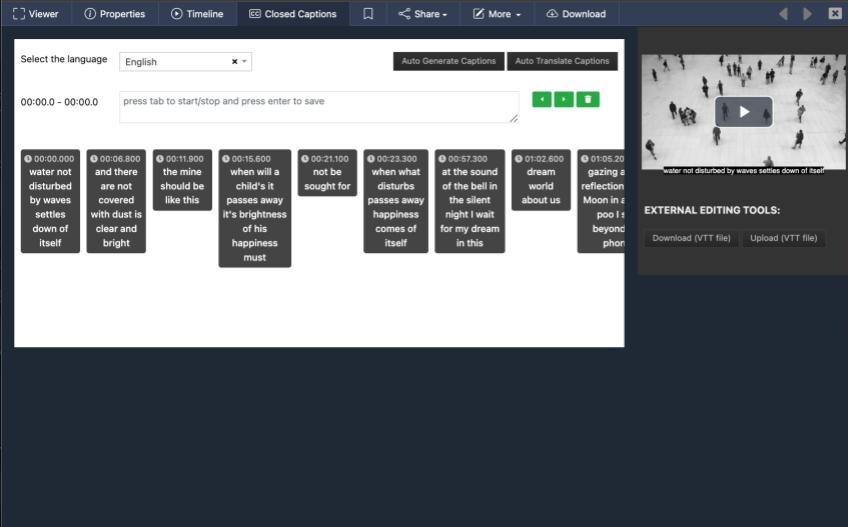 Viewer Properties Timeline CC Closed Captions Share More Download
Select the language
English
Auto Generate Captions
Auto Translate Captions
00:00.0 - 00:00.0
press tab to start/stop and press enter to save
00:00.000
water not
disturbed
by waves
settles
down of
itself
00:06.800
and there
are not
covered
with dust is
clear and
bright
00:11.900
the mine
should be
like this
00:15.600
when will a
child's it
passes away
it's brightness
of his
happiness
must
00:21.100
not be
sought for
00:23.300
when what
disturbs
passes away
happiness
comes of
itself
00:57.300
at the sound
of the bell in
the silent
night I wait
for my dream
in this
01:02.600
dream
world
about us
01:05.20
gazing a
reflection
Moon in a
poo I s
beyond
phon
water not disturbed by waves settles down of itself
EXTERNAL EDITING TOOLS:
Download (VTT file)
Upload (VTT file)